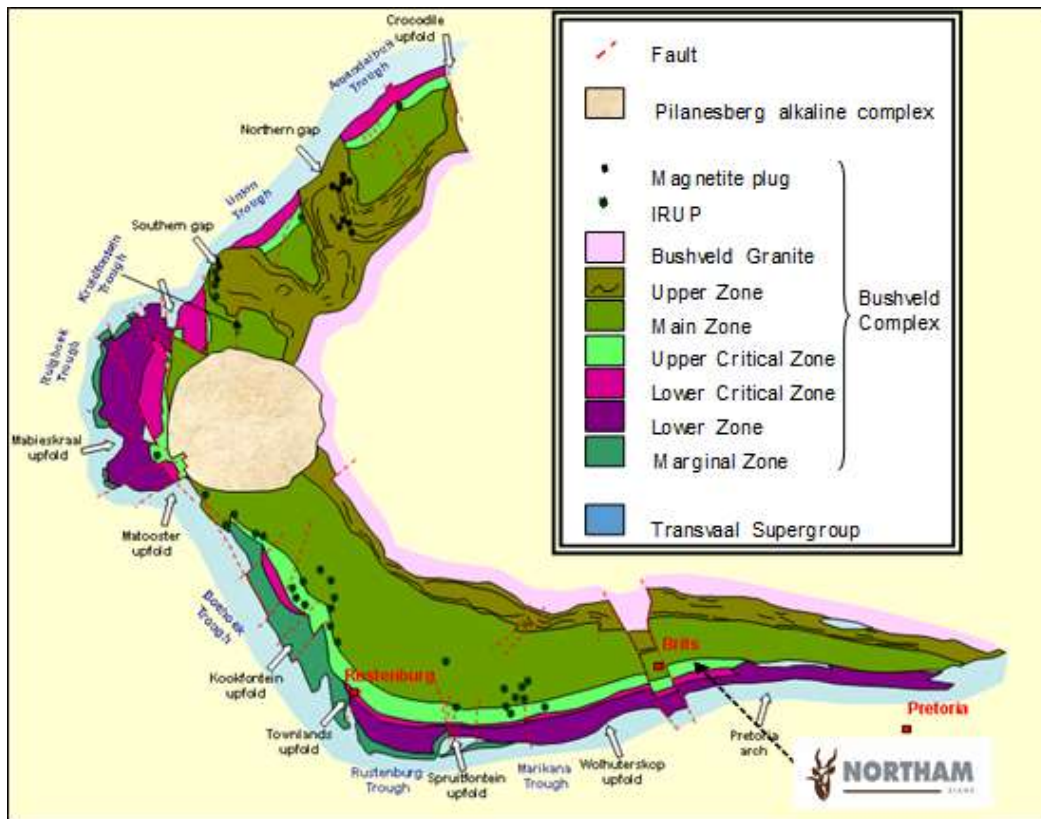 Crocodile
upfold
Amandelbult
Trough
Northern gap
Union
Trough
Southern gap
Trough
Ruighoek
Trough
Mabieskraal
upfold
Matooster
upfold
Boshoek
Trough
Kookfontein
upfold
Rustenburg
Townlands
upfold
Rustenburg
Trough
Spruitfontein
upfold
Marikana
Trough
Wolhuterskop
upfold
Brits
Pretoria
arch
Pretoria
NORTHAM
Fault
Pilanesberg alkaline complex
Magnetite plug
IRUP
Bushveld Granite
Upper Zone
Main Zone
Upper Critical Zone
Lower Critical Zone
Lower Zone
Marginal Zone
Bushveld
Complex
Transvaal Supergroup